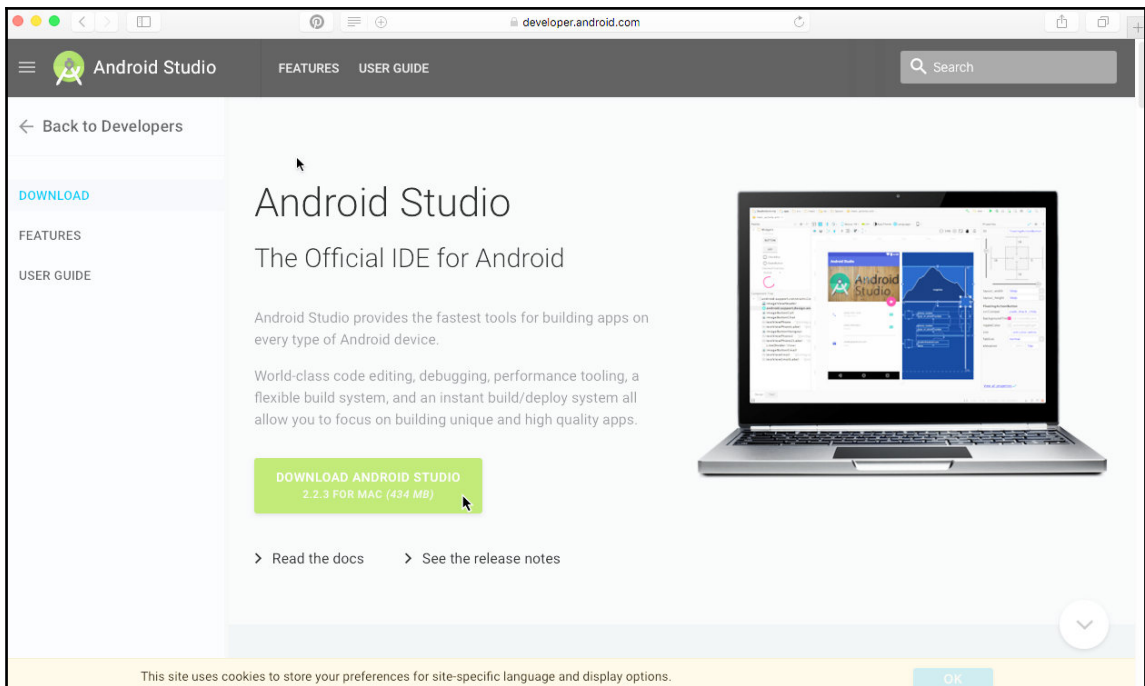 developer.android.com
Android Studio
FEATURES
USER GUIDE
Search
Back to Developers
DOWNLOAD
FEATURES
USER GUIDE
Android Studio
The Official IDE for Android
Android Studio provides the fastest tools for building apps on
every type of Android device.
World-class code editing, debugging, performance tooling, a
flexible build system, and an instant build/deploy system all
allow you to focus on building unique and high quality apps.
DOWNLOAD ANDROID STUDIO
2.2.3 FOR MAC (434 MB)
Read the docs
See the release notes
Android Studio
Android
Studio
This site uses cookies to store your preferences for site-specific language and display options.
OK